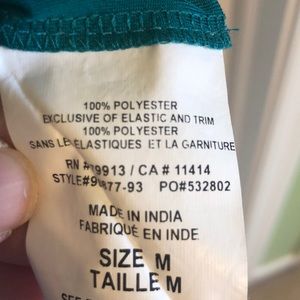 100% POLYESTER
EXCLUSIVE OF ELASTIC AND TRIM
100% POLYESTER
SANS LES ÉLASTIQUES ET LA GARNITURE
RN / CA # 11414
PO#532802
MADE IN INDIA
FABRIQUÉ EN INDE
SIZE M
TAILLE M